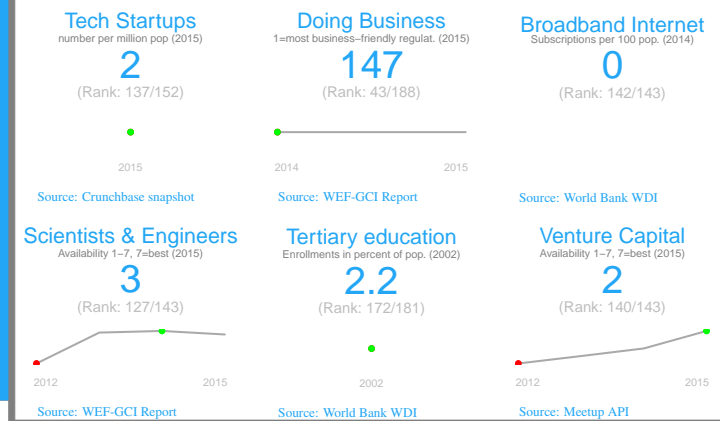 Tech Startups
number per million pop (2015)
2
(Rank: 137/152)
2015
Source: Crunchbase snapshot
Doing Business
1=most business−friendly regulat. (2015)
147
(Rank: 43/188)
2014 2015
Source: WEF-GCI Report
Broadband Internet
Subscriptions per 100 pop. (2014)
0
(Rank: 142/143)
Source: World Bank WDI
Scientists & Engineers
Availability 1−7, 7=best (2015)
3
(Rank: 127/143)
2012 2015
Source: WEF-GCI Report
Tertiary education
Enrollments in percent of pop. (2002)
2.2
(Rank: 172/181)
2002
Source: World Bank WDI
Venture Capital
Availability 1−7, 7=best (2015)
2
(Rank: 140/143)
2012 2015
Source: Meetup API